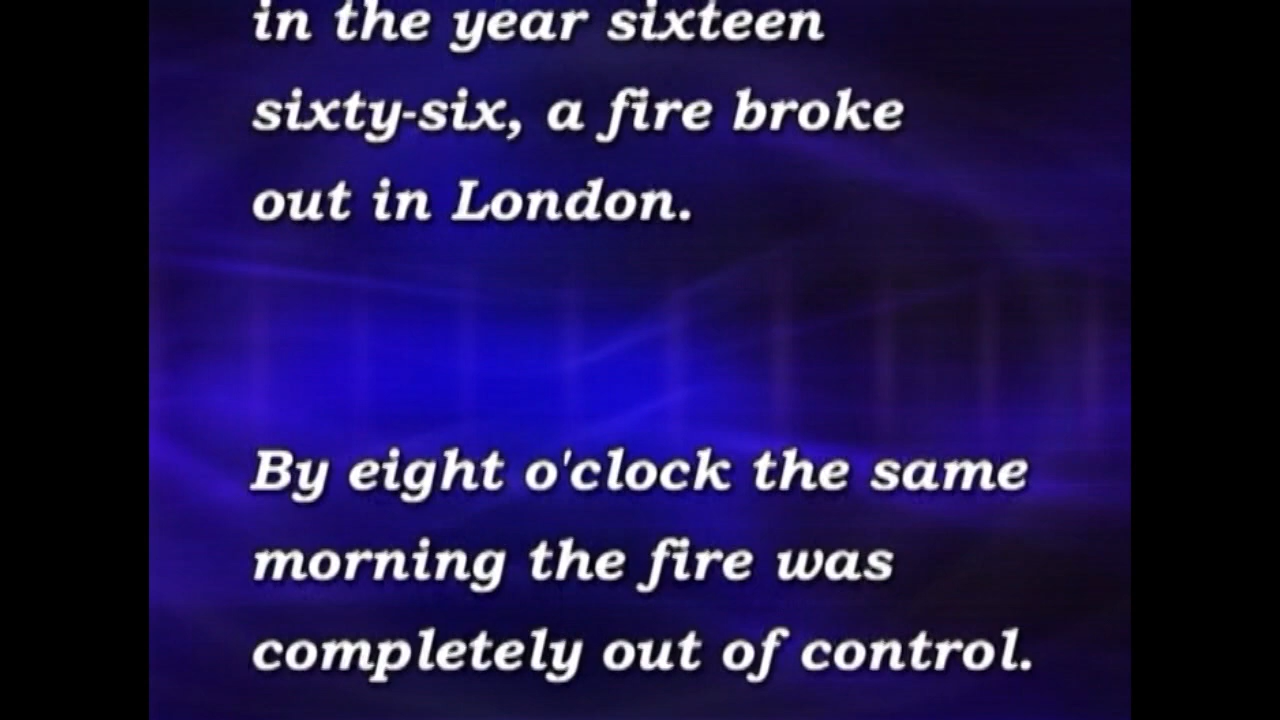 in the year sixteen
sixty-six, a fire broke
out in London.
By eight o'clock the same
morning the fire was
completely out of control.